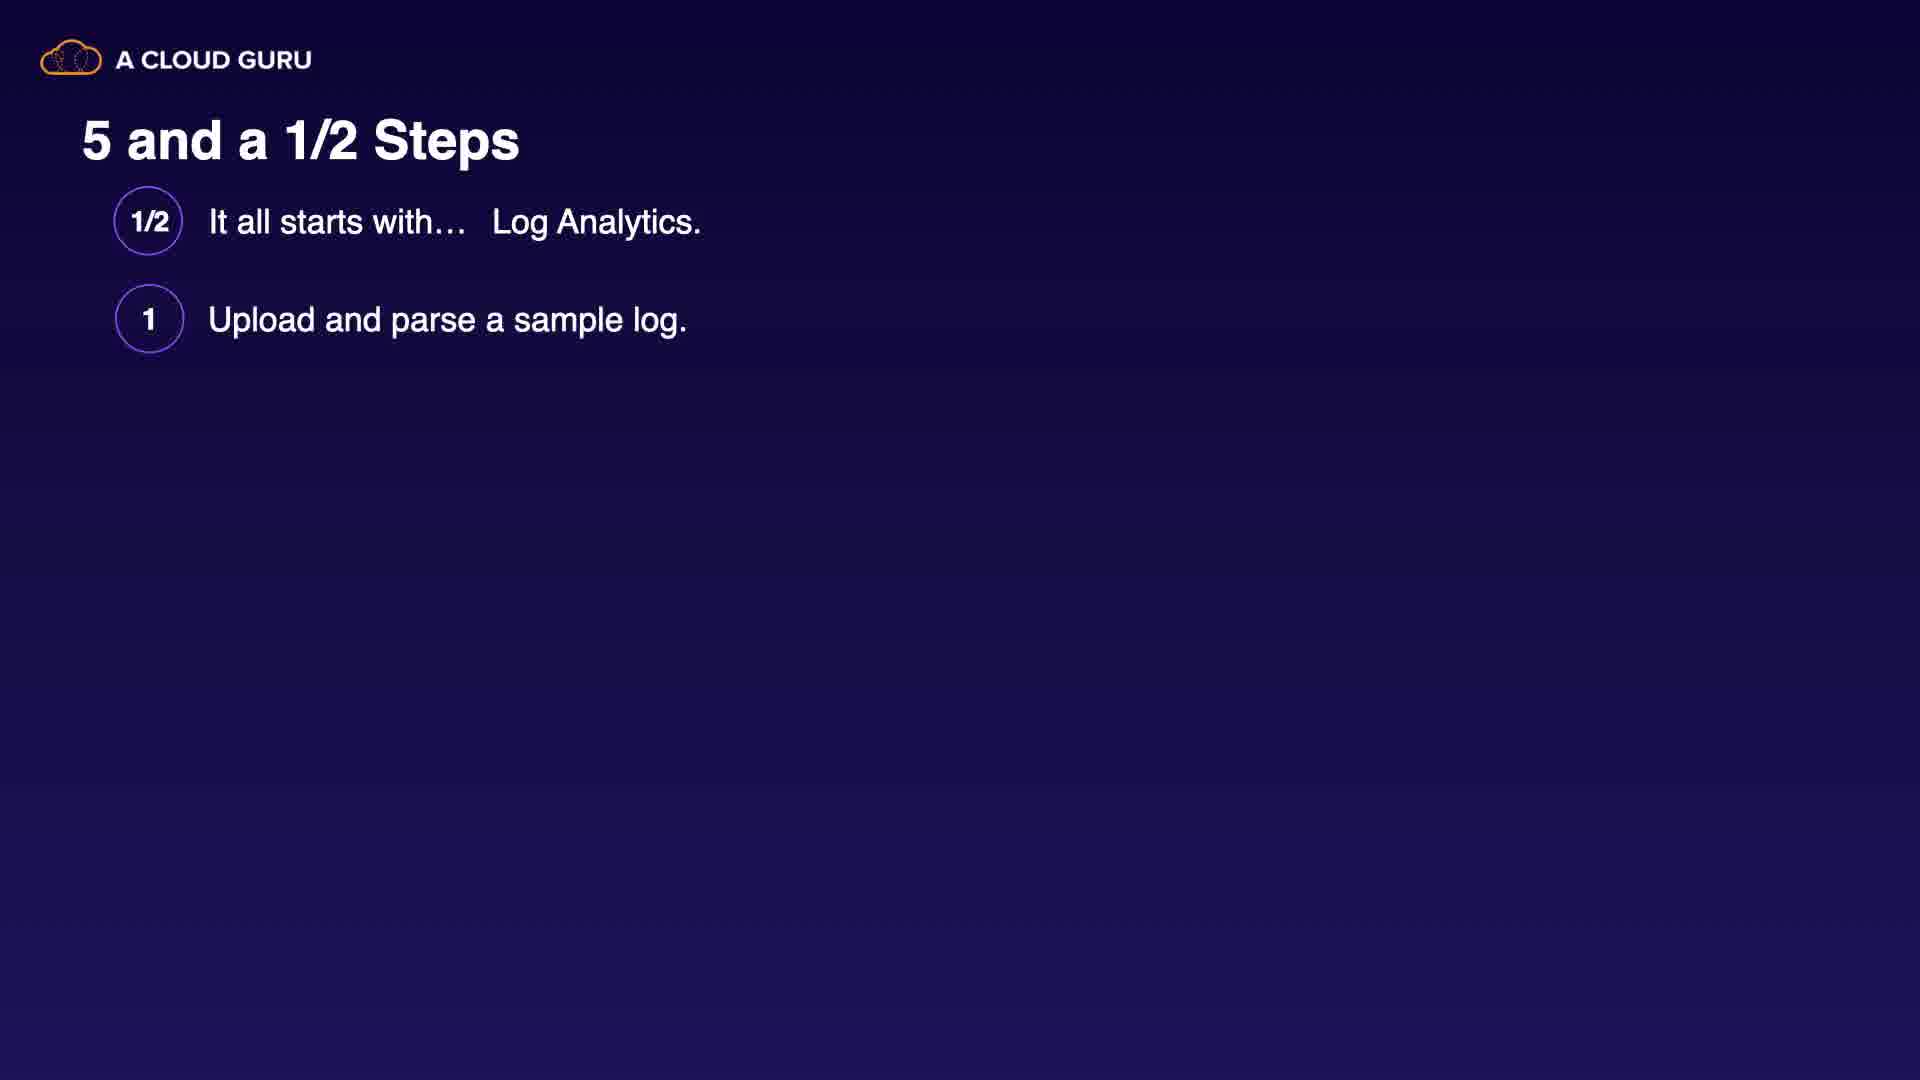 A CLOUD GURU
5 and a 1/2 Steps
1/2 It all starts with… Log Analytics.
1 Upload and parse a sample log.